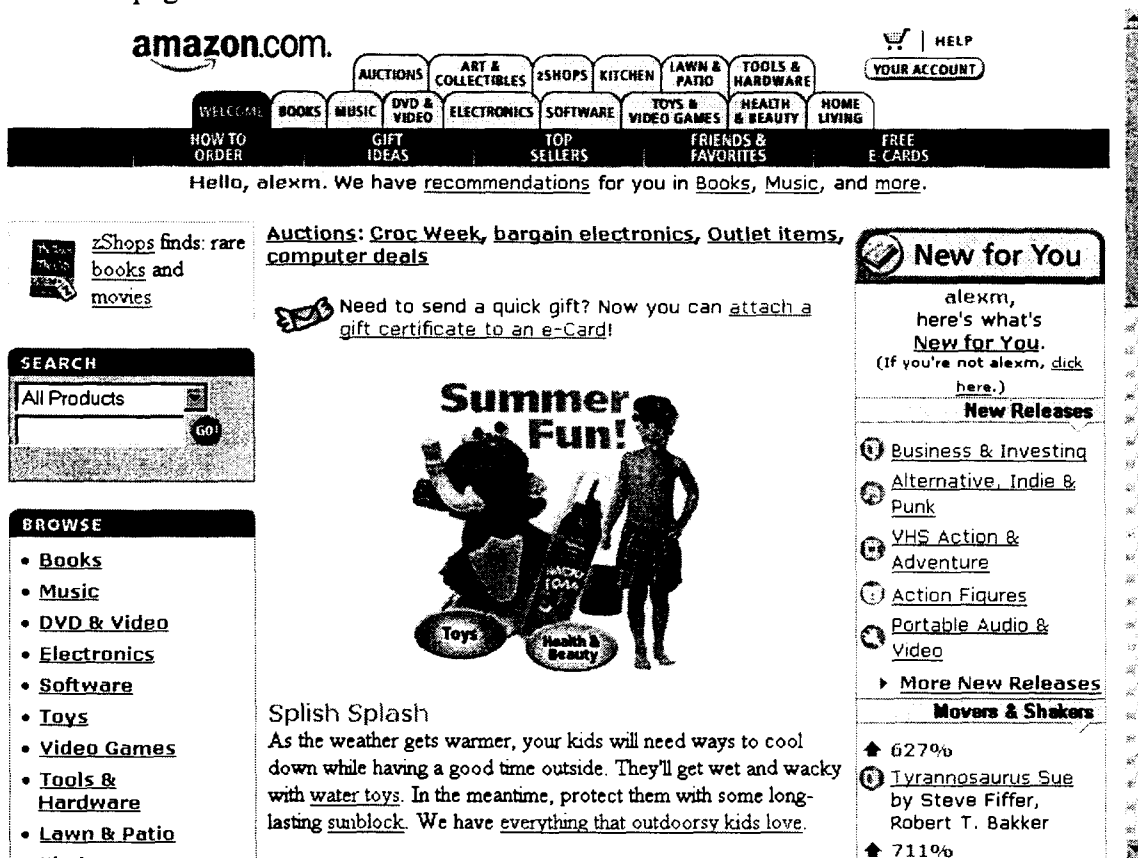 amazon.com.
HELP
YOUR ACCOUNT
AUCTIONS
ART &
COLLECTIBLES
zSHOPS
KITCHEN
LAWN &
PATIO
TOOLS &
HARDWARE
WELCOME
BOOKS
MUSIC
DVD &
VIDEO
ELECTRONICS
SOFTWARE
TOYS &
VIDEO GAMES
HEALTH
& BEAUTY
HOME
LIVING
HOW TO
ORDER
GIFT
IDEAS
TOP
SELLERS
FRIENDS &
FAVORITES
FREE
E-CARDS
Hello, alexm. We have recommendations for you in Books, Music, and more.
zShops finds: rare
books and
movies
SEARCH
All Products
GO!
BROWSE
• Books
• Music
• DVD & Video
• Electronics
• Software
• Toys
• Video Games
• Tools &
Hardware
• Lawn & Patio
Auctions: Croc Week, bargain electronics, Outlet items,
computer deals
Need to send a quick gift? Now you can attach a
gift certificate to an e-Card!
Summer
Fun!
Toys
Health &
Beauty
Splish Splash
As the weather gets warmer, your kids will need ways to cool
down while having a good time outside. They'll get wet and wacky
with water toys. In the meantime, protect them with some long-
lasting sunblock. We have everything that outdoorsy kids love.
New for You
alexm,
here's what's
New for You.
(If you're not alexm, click
here.)
New Releases
Business & Investing
Alternative, Indie &
Punk
VHS Action &
Adventure
Action Figures
Portable Audio &
Video
More New Releases
Movers & Shakers
627%
Tyrannosaurus Sue
by Steve Fiffer,
Robert T. Bakker
711%